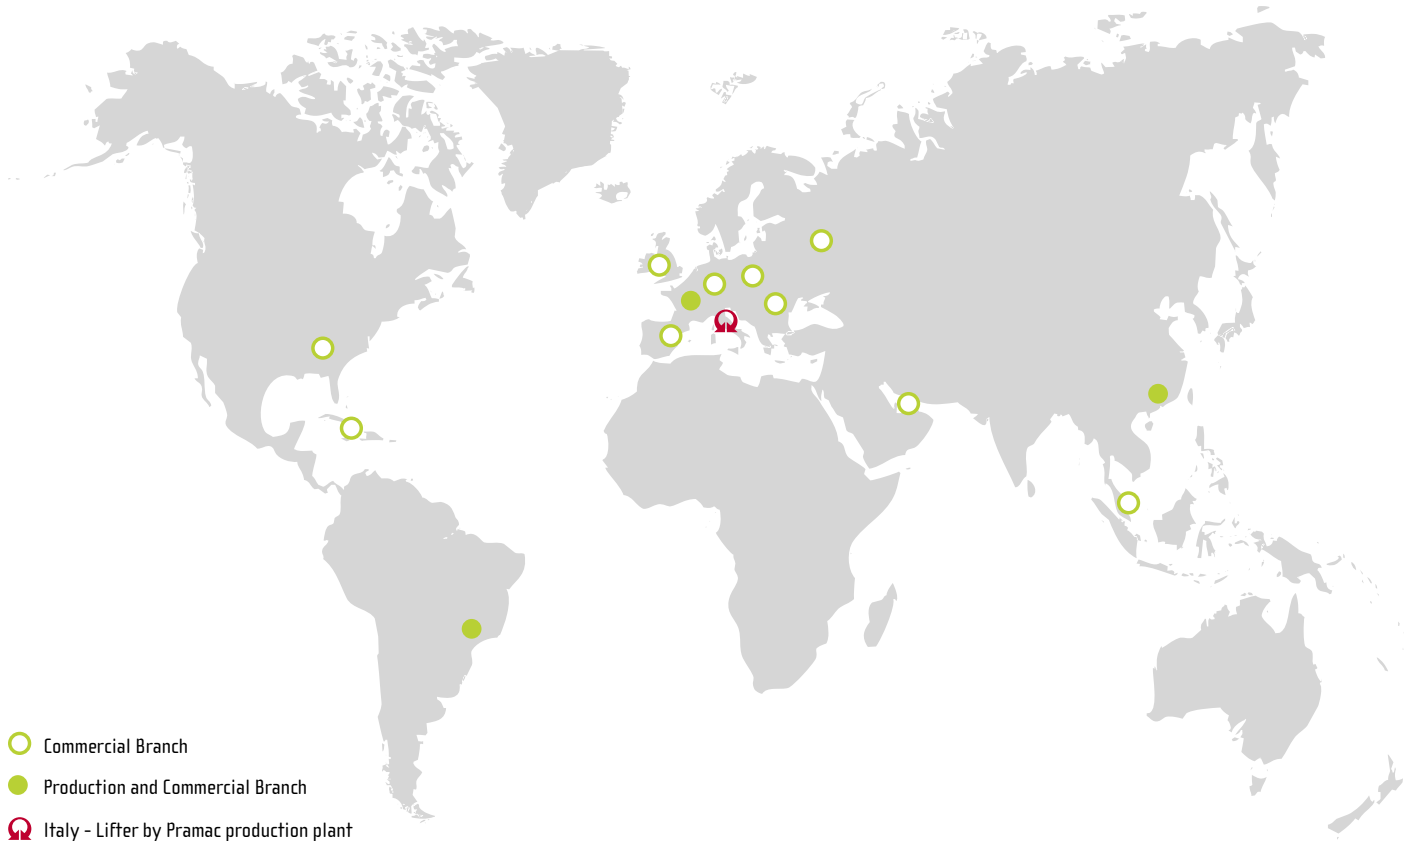 Commercial Branch
Production and Commercial Branch
Italy - Lifter by Pramac production plant